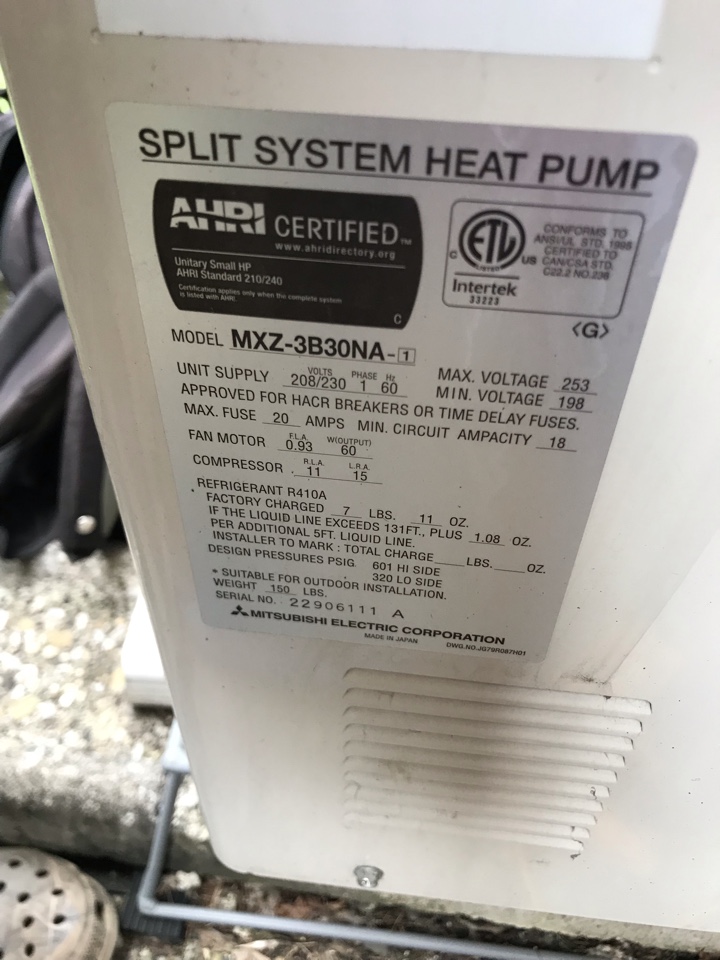 SPLIT SYSTEM HEAT PUMP
AHRI CERTIFIED™
www.ahridirectory.org
Unitary Small HP
AHRI Standard 210/240
Certification applies only when the complete system
is listed with AHRI
C
C ETL US
LISTED
Intertek
33223
CONFORMS TO
ANSI/UL STD. 1995
CERTIFIED TO
CAN/CSA STD.
C22.2 NO.236
<G>
MODEL MXZ-3B30NA-1
UNIT SUPPLY VOLTS 208/230 PHASE 1 Hz 60
MAX. VOLTAGE 253
MIN. VOLTAGE 198
APPROVED FOR HACR BREAKERS OR TIME DELAY FUSES.
MAX. FUSE 20 AMPS MIN. CIRCUIT AMPACITY 18
FAN MOTOR F.L.A. 0.93 W(OUTPUT) 60
COMPRESSOR R.L.A. 11 L.R.A. 15
REFRIGERANT R410A
FACTORY CHARGED 7 LBS. 11 OZ.
IF THE LIQUID LINE EXCEEDS 131FT., PLUS 1.08 OZ.
PER ADDITIONAL 5FT. LIQUID LINE.
INSTALLER TO MARK : TOTAL CHARGE ____ LBS. ____ OZ.
DESIGN PRESSURES PSIG 601 HI SIDE
320 LO SIDE
* SUITABLE FOR OUTDOOR INSTALLATION.
WEIGHT 150 LBS.
SERIAL NO. 22906111 A
MITSUBISHI ELECTRIC CORPORATION
MADE IN JAPAN DWG.NO.JG79R087H01